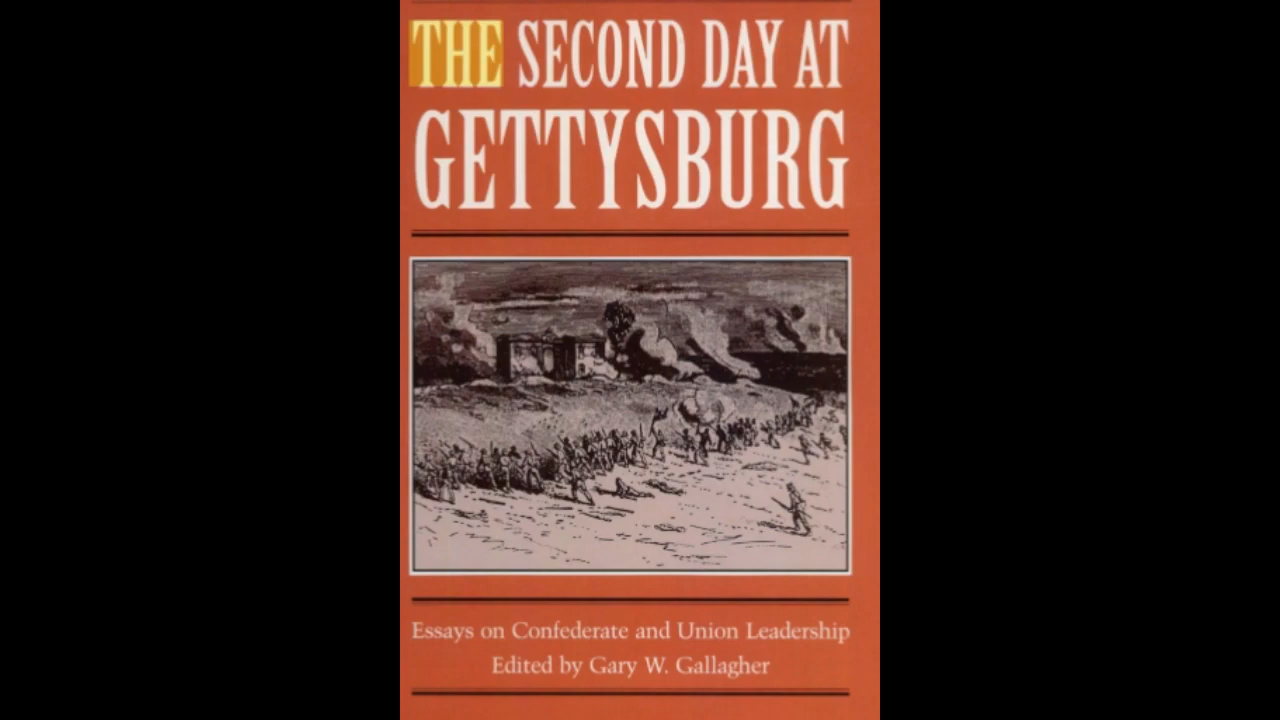 THE SECOND DAY AT
GETTYSBURG
Essays on Confederate and Union Leadership
Edited by Gary W. Gallagher